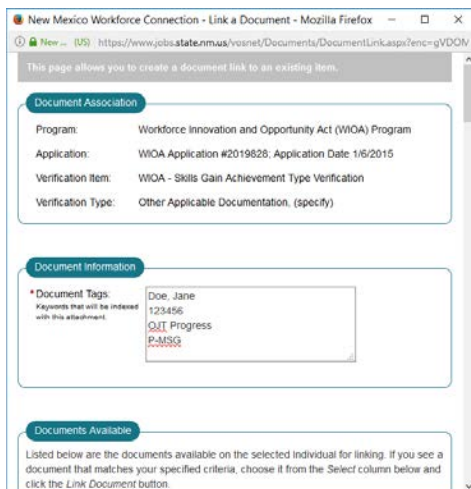 New Mexico Workforce Connection - Link a Document - Mozilla Firefox
New ... (US) https://www.jobs.state.nm.us/vosnet/Documents/DocumentLink.aspx?enc=gVDOM
This page allows you to create a document link to an existing item.
Document Association
Program: Workforce Innovation and Opportunity Act (WIOA) Program
Application: WIOA Application #2019828; Application Date 1/6/2015
Verification Item: WIOA - Skills Gain Achievement Type Verification
Verification Type: Other Applicable Documentation, (specify)
Document Information
* Document Tags: Doe, Jane
Keywords that will be indexed 123456
with this attachment. OJT Progress
P-MSG
Documents Available
Listed below are the documents available on the selected individual for linking. If you see a
document that matches your specified criteria, choose it from the Select column below and
click the Link Document button.